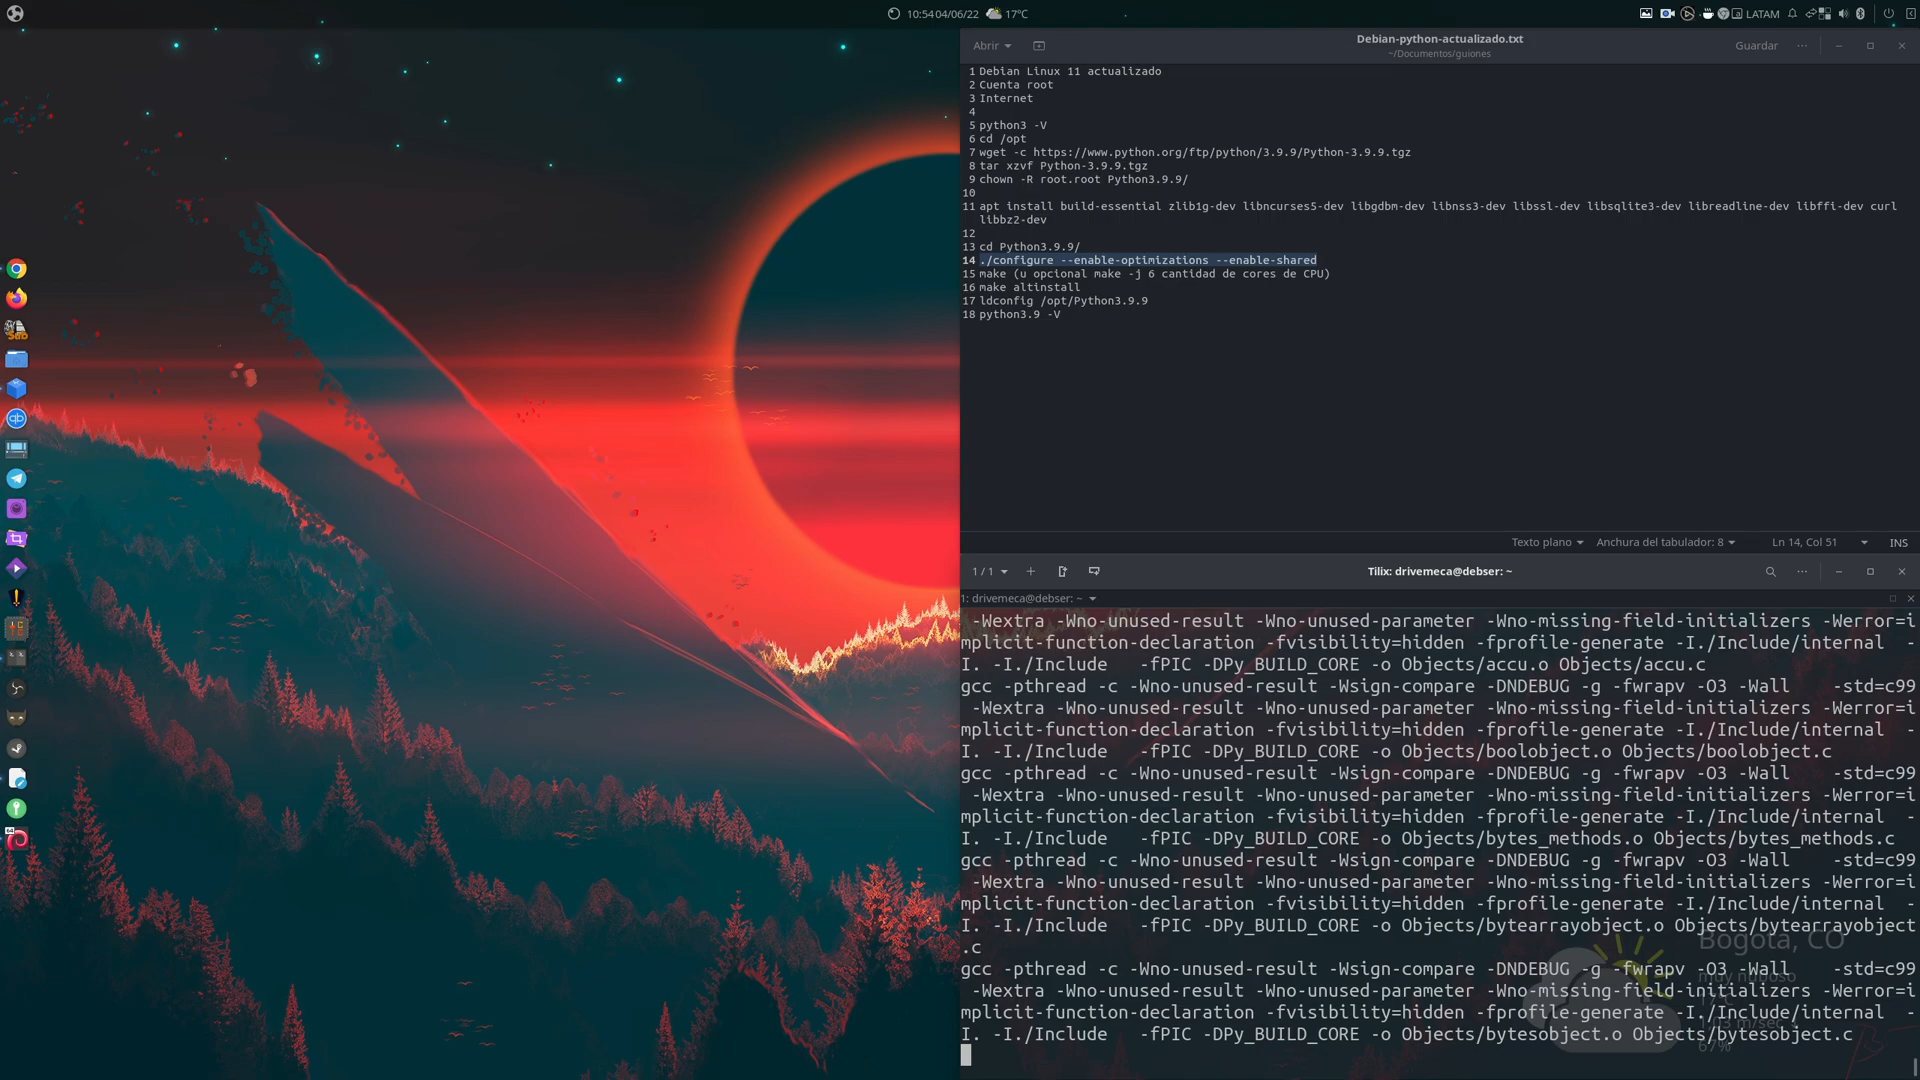 10:54 04/06/22 17°C
LATAM
Abrir
Debian-python-actualizado.txt
~/Documentos/guiones
Guardar
1 Debian Linux 11 actualizado
2 Cuenta root
3 Internet
4
5 python3 -V
6 cd /opt
7 wget -c https://www.python.org/ftp/python/3.9.9/Python-3.9.9.tgz
8 tar xzvf Python-3.9.9.tgz
9 chown -R root.root Python3.9.9/
10
11 apt install build-essential zlib1g-dev libncurses5-dev libgdbm-dev libnss3-dev libssl-dev libsqlite3-dev libreadline-dev libffi-dev curl
libbz2-dev
12
13 cd Python3.9.9/
14 ./configure --enable-optimizations --enable-shared
15 make (u opcional make -j 6 cantidad de cores de CPU)
16 make altinstall
17 ldconfig /opt/Python3.9.9
18 python3.9 -V
Texto plano Anchura del tabulador: 8 Ln 14, Col 51 INS
1 / 1 Tilix: drivemeca@debser: ~
1: drivemeca@debser: ~
-Wextra -Wno-unused-result -Wno-unused-parameter -Wno-missing-field-initializers -Werror=i
mplicit-function-declaration -fvisibility=hidden -fprofile-generate -I./Include/internal -
I. -I./Include -fPIC -DPy_BUILD_CORE -o Objects/accu.o Objects/accu.c
gcc -pthread -c -Wno-unused-result -Wsign-compare -DNDEBUG -g -fwrapv -O3 -Wall -std=c99
-Wextra -Wno-unused-result -Wno-unused-parameter -Wno-missing-field-initializers -Werror=i
mplicit-function-declaration -fvisibility=hidden -fprofile-generate -I./Include/internal -
I. -I./Include -fPIC -DPy_BUILD_CORE -o Objects/boolobject.o Objects/boolobject.c
gcc -pthread -c -Wno-unused-result -Wsign-compare -DNDEBUG -g -fwrapv -O3 -Wall -std=c99
-Wextra -Wno-unused-result -Wno-unused-parameter -Wno-missing-field-initializers -Werror=i
mplicit-function-declaration -fvisibility=hidden -fprofile-generate -I./Include/internal -
I. -I./Include -fPIC -DPy_BUILD_CORE -o Objects/bytes_methods.o Objects/bytes_methods.c
gcc -pthread -c -Wno-unused-result -Wsign-compare -DNDEBUG -g -fwrapv -O3 -Wall -std=c99
-Wextra -Wno-unused-result -Wno-unused-parameter -Wno-missing-field-initializers -Werror=i
mplicit-function-declaration -fvisibility=hidden -fprofile-generate -I./Include/internal -
I. -I./Include -fPIC -DPy_BUILD_CORE -o Objects/bytearrayobject.o Objects/bytearrayobject
.c
Bogota, CO
gcc -pthread -c -Wno-unused-result -Wsign-compare -DNDEBUG -g -fwrapv -O3 -Wall -std=c99
muy nuboso
-Wextra -Wno-unused-result -Wno-unused-parameter -Wno-missing-field-initializers -Werror=i
mplicit-function-declaration -fvisibility=hidden -fprofile-generate -I./Include/internal -
I. -I./Include -fPIC -DPy_BUILD_CORE -o Objects/bytesobject.o Objects/bytesobject.c
67%